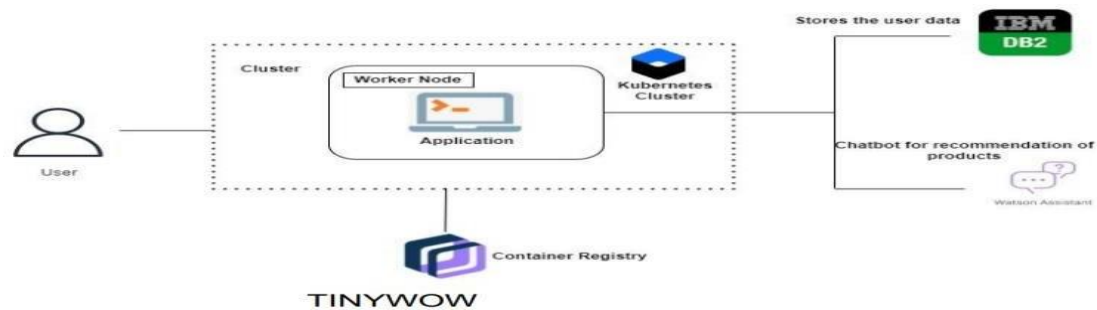 Stores the user data
IBM
DB2
Cluster
Worker Node
Kubernetes
Cluster
Application
User
Chatbot for recommendation of
products
Watson Assistant
Container Registry
TINYWOW